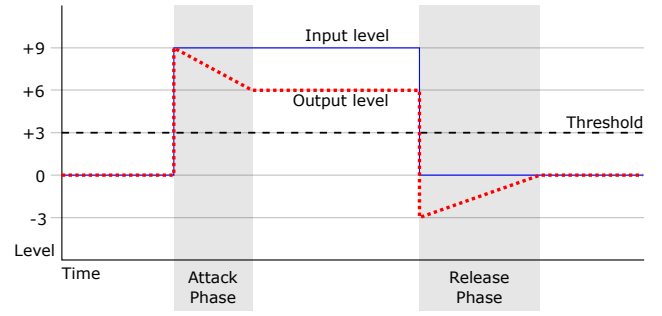 +9
Input level
+6
Output level
+3
Threshold
0
-3
Level
Time
Attack
Phase
Release
Phase